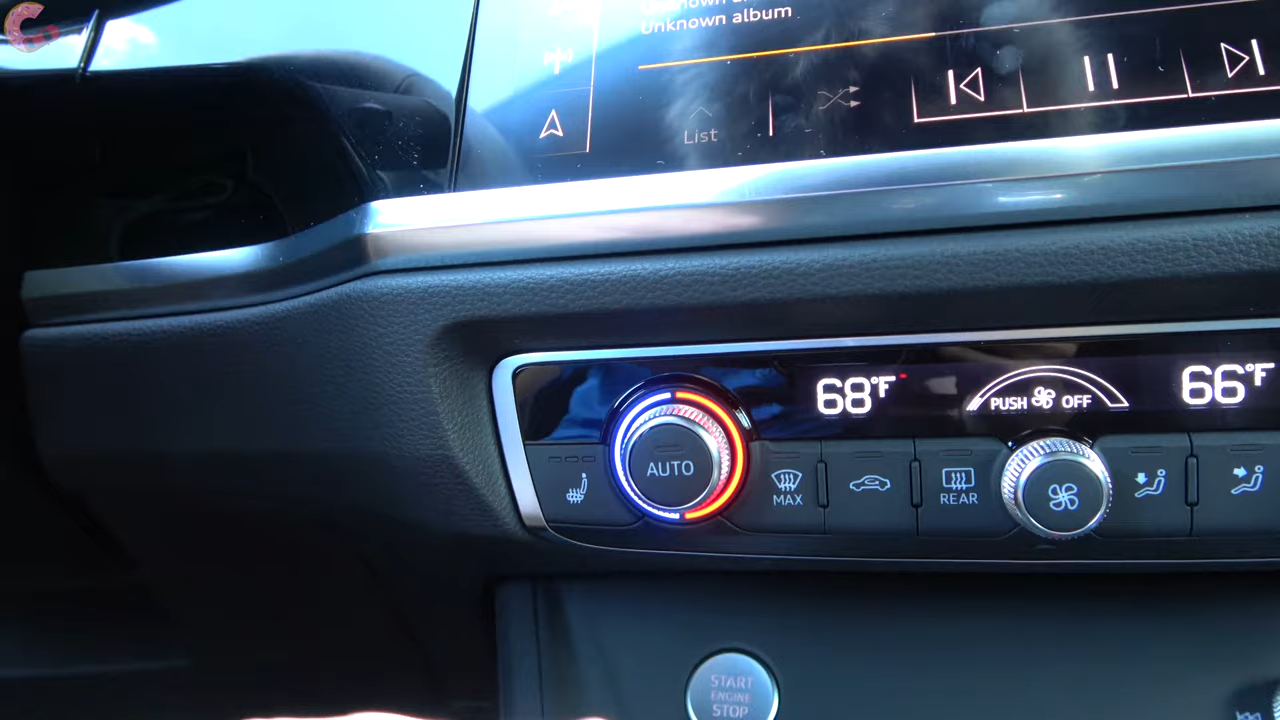 Unknown album
List
68°F
PUSH OFF
66°F
AUTO
MAX
REAR
START
ENGINE
STOP